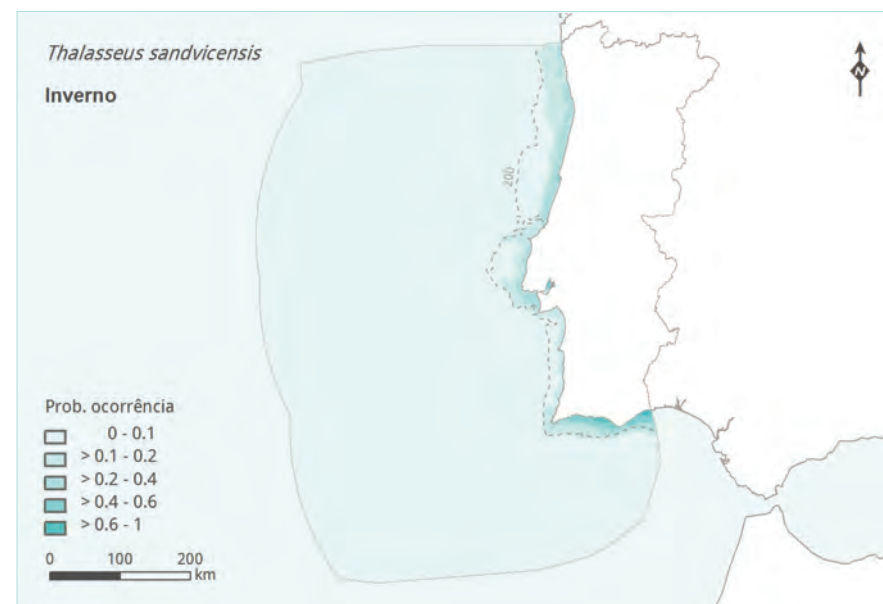 Thalasseus sandvicensis
Inverno
N
200
Prob. ocorrência
0 - 0.1
> 0.1 - 0.2
> 0.2 - 0.4
> 0.4 - 0.6
> 0.6 - 1
0 100 200
km